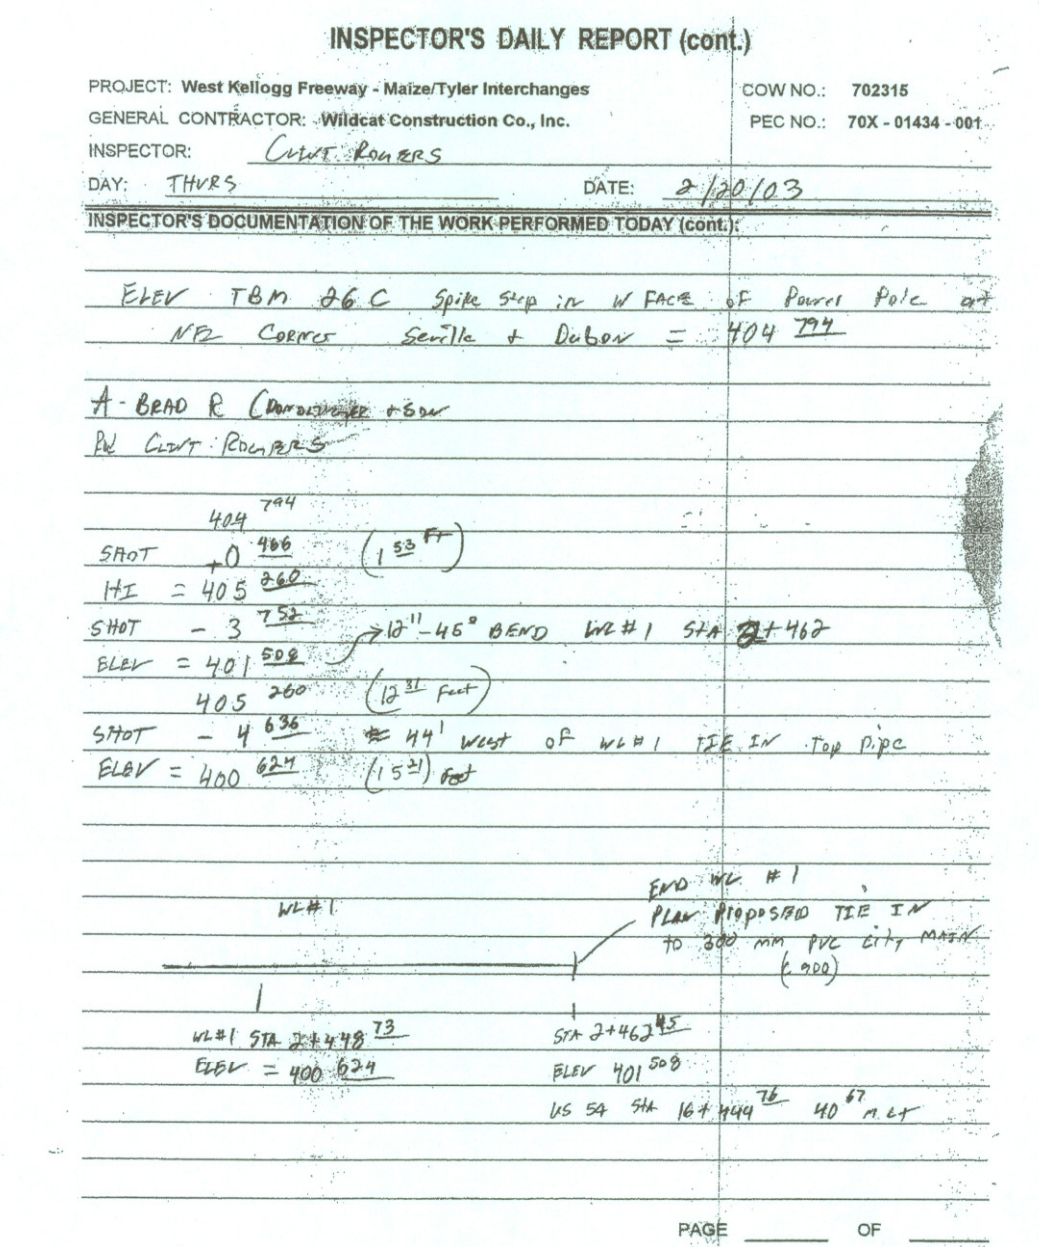 INSPECTOR'S DAILY REPORT (cont.)
PROJECT: West Kellogg Freeway - Maize/Tyler Interchanges COW NO.: 702315
GENERAL CONTRACTOR: Wildcat Construction Co., Inc. PEC NO.: 70X - 01434 - 001
INSPECTOR: CLINT ROGERS
DAY: THURS DATE: 2/20/03
INSPECTOR'S DOCUMENTATION OF THE WORK PERFORMED TODAY (cont.):
ELEV TBM 26 C Spike Step in W FACE OF Power Pole at
NE CORNER Seville + Dubon = 404 794
A - BRAD R (DONDLINGER + SON
RW CLINT ROGERS
404 794
SHOT +0 466 (1 53 FT)
HI = 405 260
SHOT - 3 752 12" - 45° BEND WL #1 STA 2+462
ELEV = 401 508
405 260 (12 31 Feet)
SHOT - 4 636 44' West of WL #1 TIE IN Top Pipe
ELEV = 400 624 (15 21) Feet
END WL #1
WL #1 PLAN PROPOSED TIE IN
to 300 mm PVC City MAIN
(C 900)
WL #1 STA 2+448 73 STA 2+462 45
ELEV = 400 624 ELEV 401 508
US 54 STA 16+444 76 40 67 m LT
PAGE OF